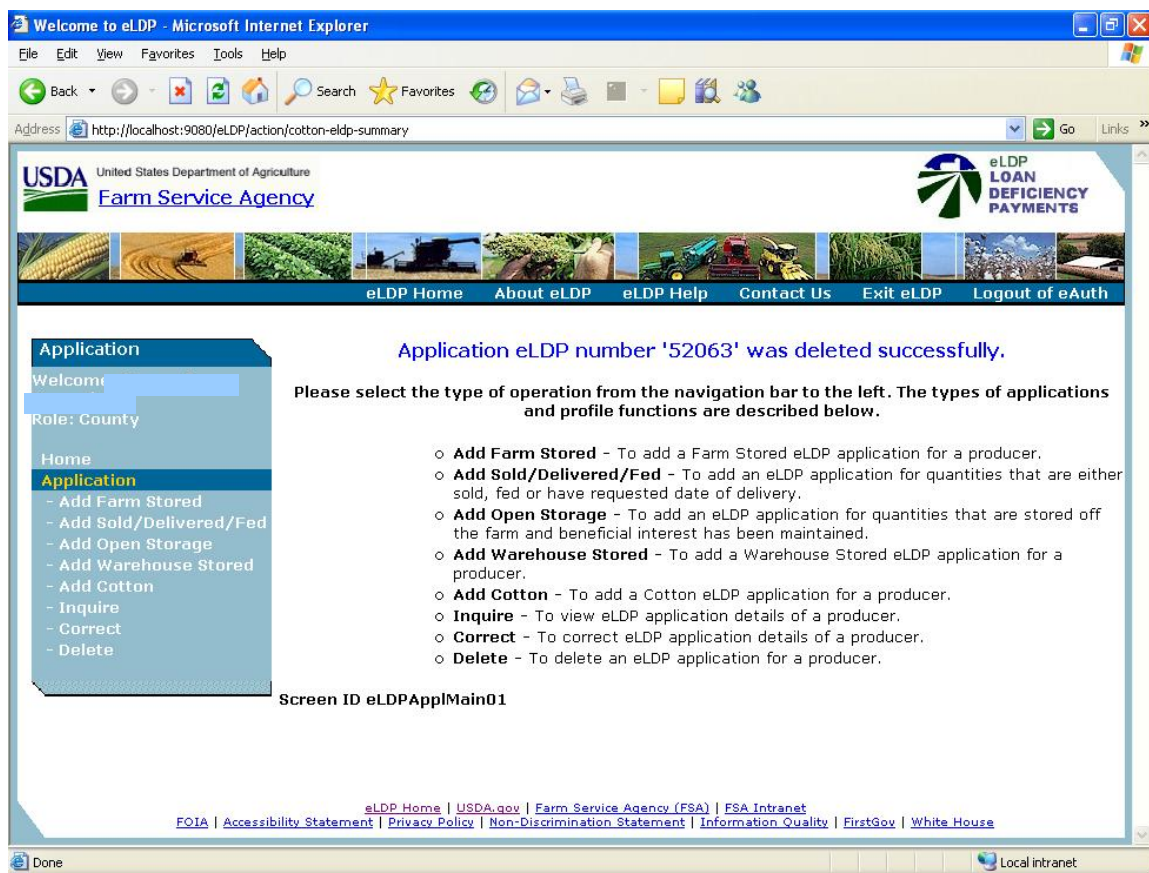 Welcome to eLDP - Microsoft Internet Explorer
File Edit View Favorites Tools Help
Back Search Favorites
Address http://localhost:9080/eLDP/action/cotton-eldp-summary Go Links »
USDA United States Department of Agriculture
Farm Service Agency
eLDP
LOAN
DEFICIENCY
PAYMENTS
eLDP Home About eLDP eLDP Help Contact Us Exit eLDP Logout of eAuth
Application
Welcome
Role: County
Home
Application
- Add Farm Stored
- Add Sold/Delivered/Fed
- Add Open Storage
- Add Warehouse Stored
- Add Cotton
- Inquire
- Correct
- Delete
Application eLDP number '52063' was deleted successfully.
Please select the type of operation from the navigation bar to the left. The types of applications
and profile functions are described below.
o Add Farm Stored - To add a Farm Stored eLDP application for a producer.
o Add Sold/Delivered/Fed - To add an eLDP application for quantities that are either
sold, fed or have requested date of delivery.
o Add Open Storage - To add an eLDP application for quantities that are stored off
the farm and beneficial interest has been maintained.
o Add Warehouse Stored - To add a Warehouse Stored eLDP application for a
producer.
o Add Cotton - To add a Cotton eLDP application for a producer.
o Inquire - To view eLDP application details of a producer.
o Correct - To correct eLDP application details of a producer.
o Delete - To delete an eLDP application for a producer.
Screen ID eLDPApplMain01
eLDP Home | USDA.gov | Farm Service Agency (FSA) | FSA Intranet
FOIA | Accessibility Statement | Privacy Policy | Non-Discrimination Statement | Information Quality | FirstGov | White House
Done Local intranet